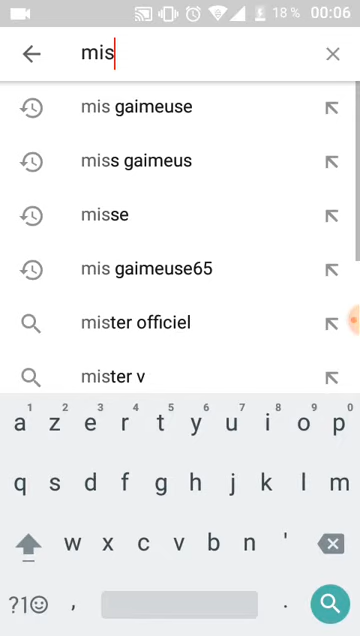 18 % 00:06
mis
mis gaimeuse
miss gaimeus
misse
mis gaimeuse65
mister officiel
mister v
1 2 3 4 5 6 7 8 9 0
a z e r t y u i o p
q s d f g h j k l m
w x c v b n '
?1☺ , .